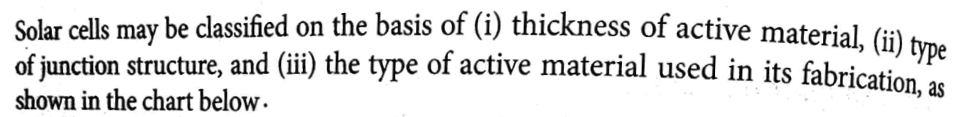 Solar cells may be classified on the basis of (i) thickness of active material, (ii) type
of junction structure, and (iii) the type of active material used in its fabrication, as
shown in the chart below.